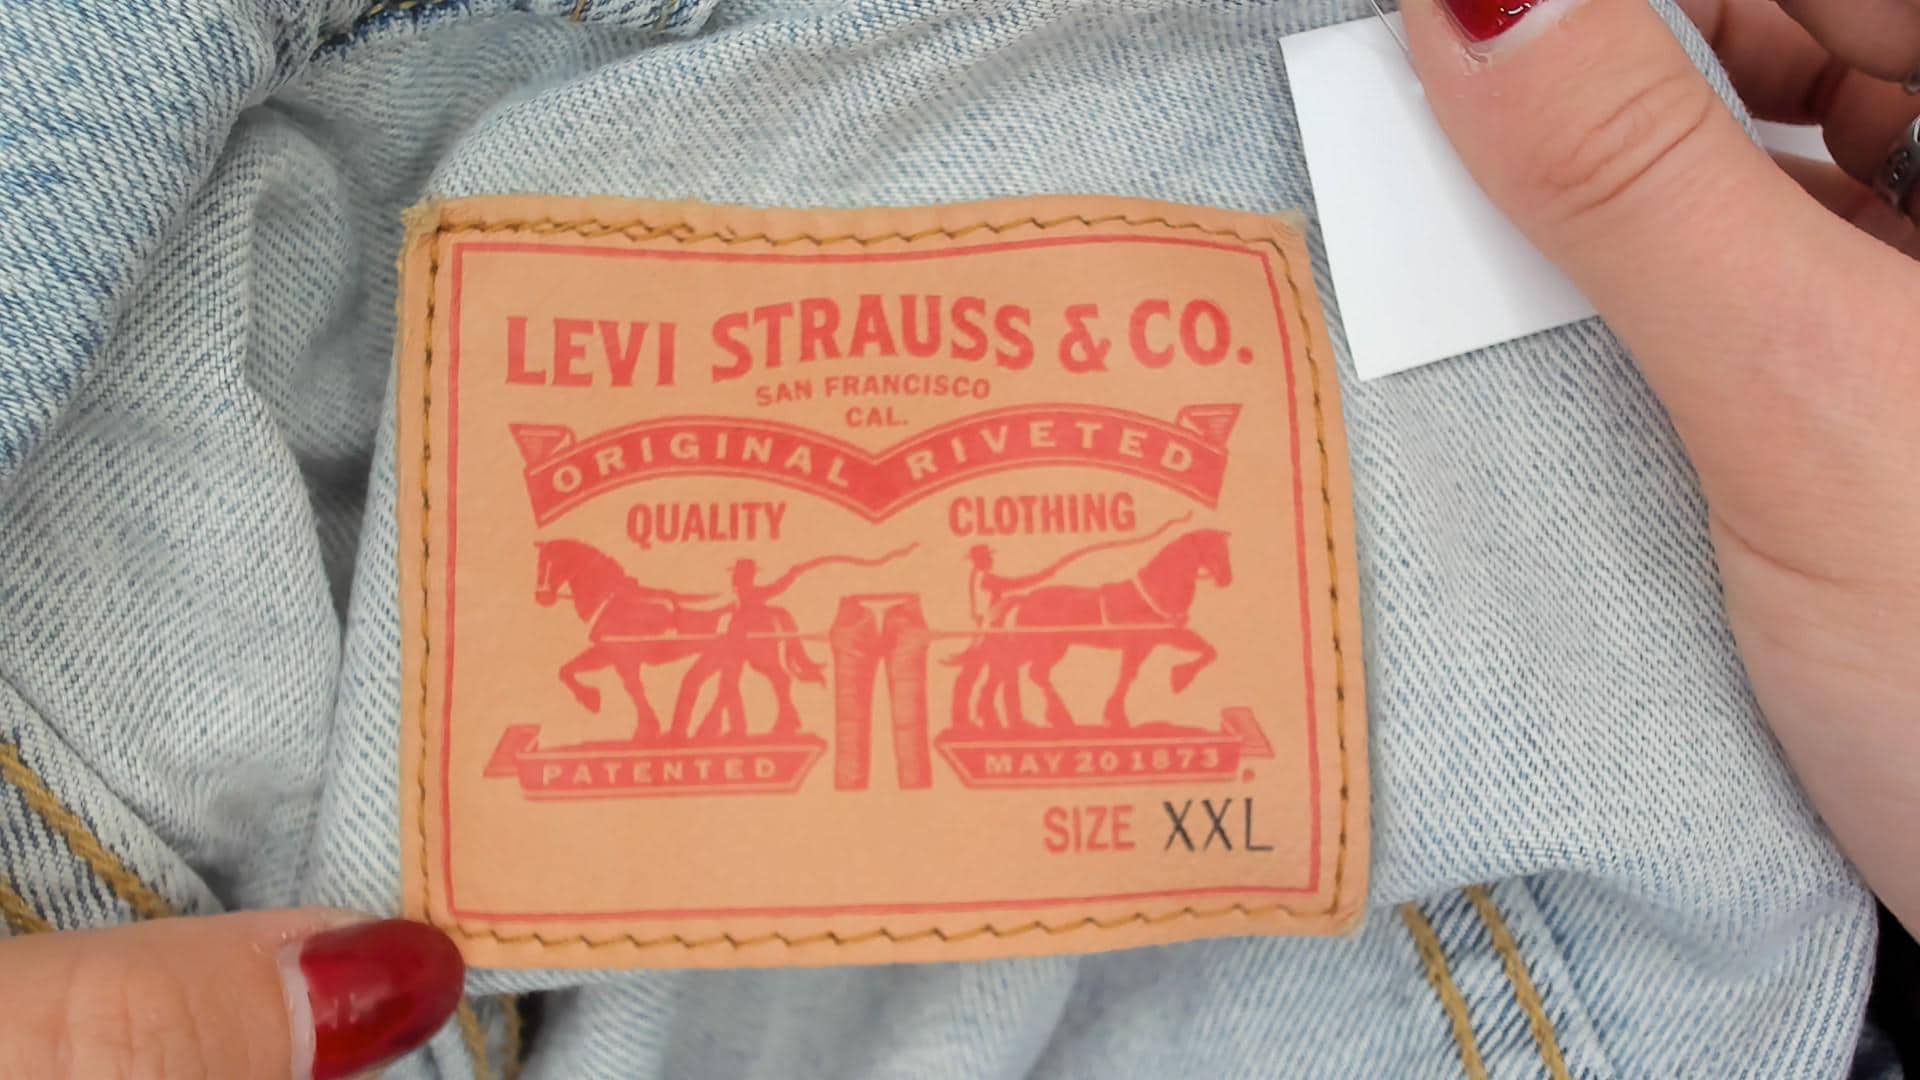 LEVI STRAUSS & CO.
SAN FRANCISCO
CAL.
ORIGINAL RIVETED
QUALITY CLOTHING
PATENTED MAY 20 1873
SIZE XXL